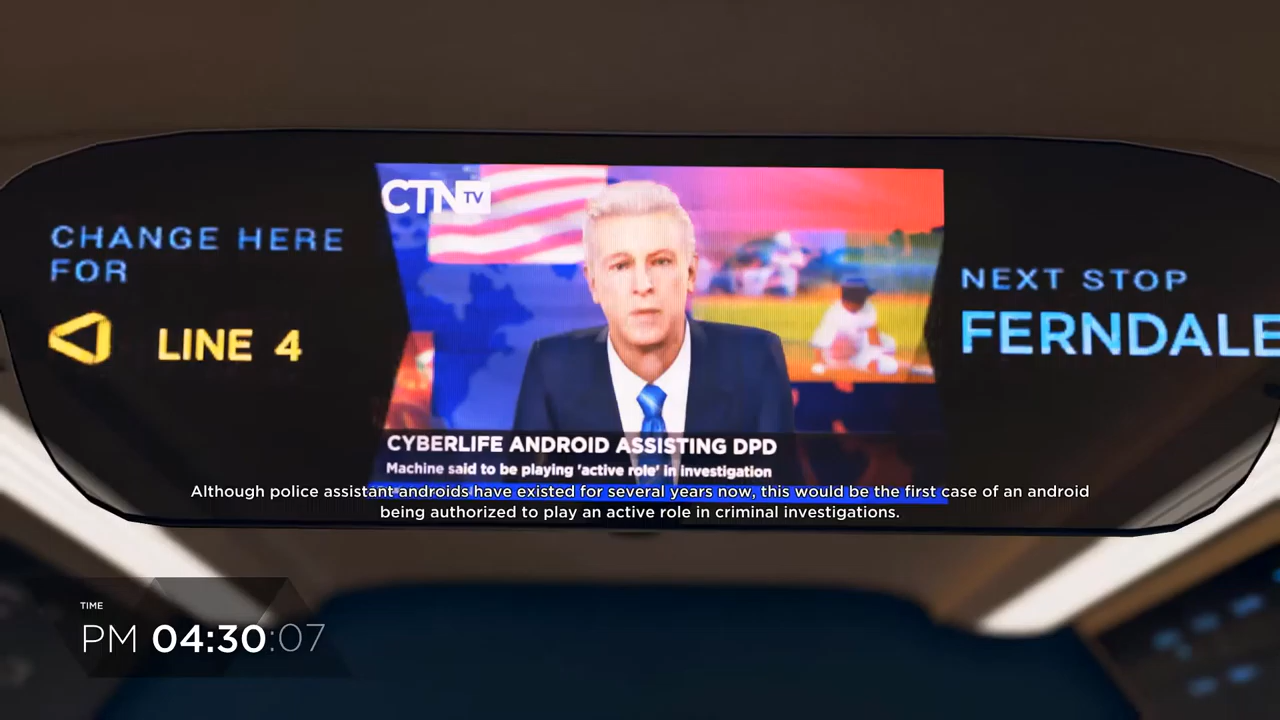 CTN TV
CHANGE HERE
FOR
LINE 4
NEXT STOP
FERNDALE
CYBERLIFE ANDROID ASSISTING DPD
Machine said to be playing 'active role' in investigation
Although police assistant androids have existed for several years now, this would be the first case of an android
being authorized to play an active role in criminal investigations.
TIME
PM 04:30:07